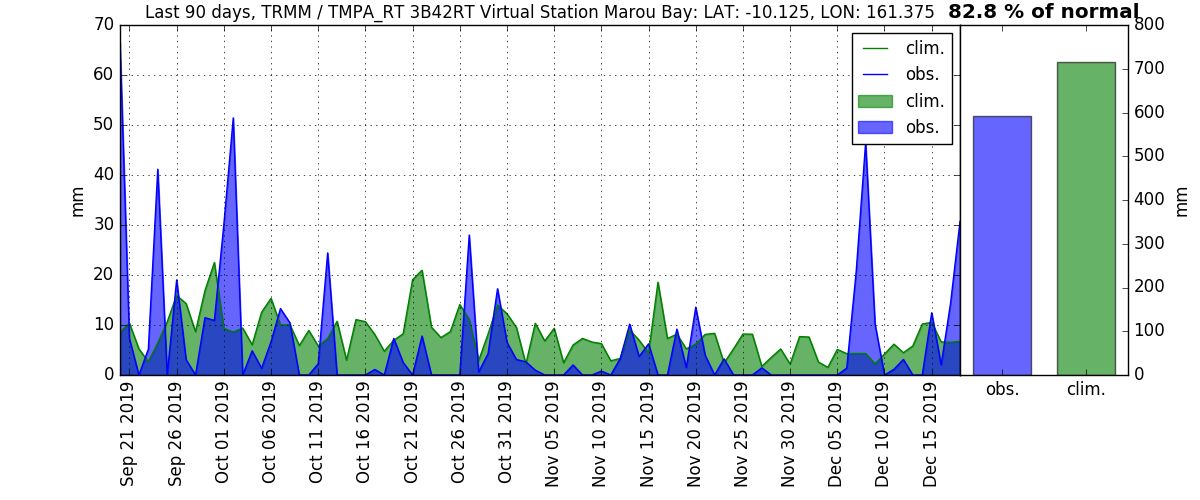 Last 90 days, TRMM / TMPA_RT 3B42RT Virtual Station Marou Bay: LAT: -10.125, LON: 161.375
82.8 % of normal
mm
70
60
50
40
30
20
10
0
clim.
obs.
clim.
obs.
Sep 21 2019
Sep 26 2019
Oct 01 2019
Oct 06 2019
Oct 11 2019
Oct 16 2019
Oct 21 2019
Oct 26 2019
Oct 31 2019
Nov 05 2019
Nov 10 2019
Nov 15 2019
Nov 20 2019
Nov 25 2019
Nov 30 2019
Dec 05 2019
Dec 10 2019
Dec 15 2019
obs.
clim.
800
700
600
500
400
300
200
100
0
mm